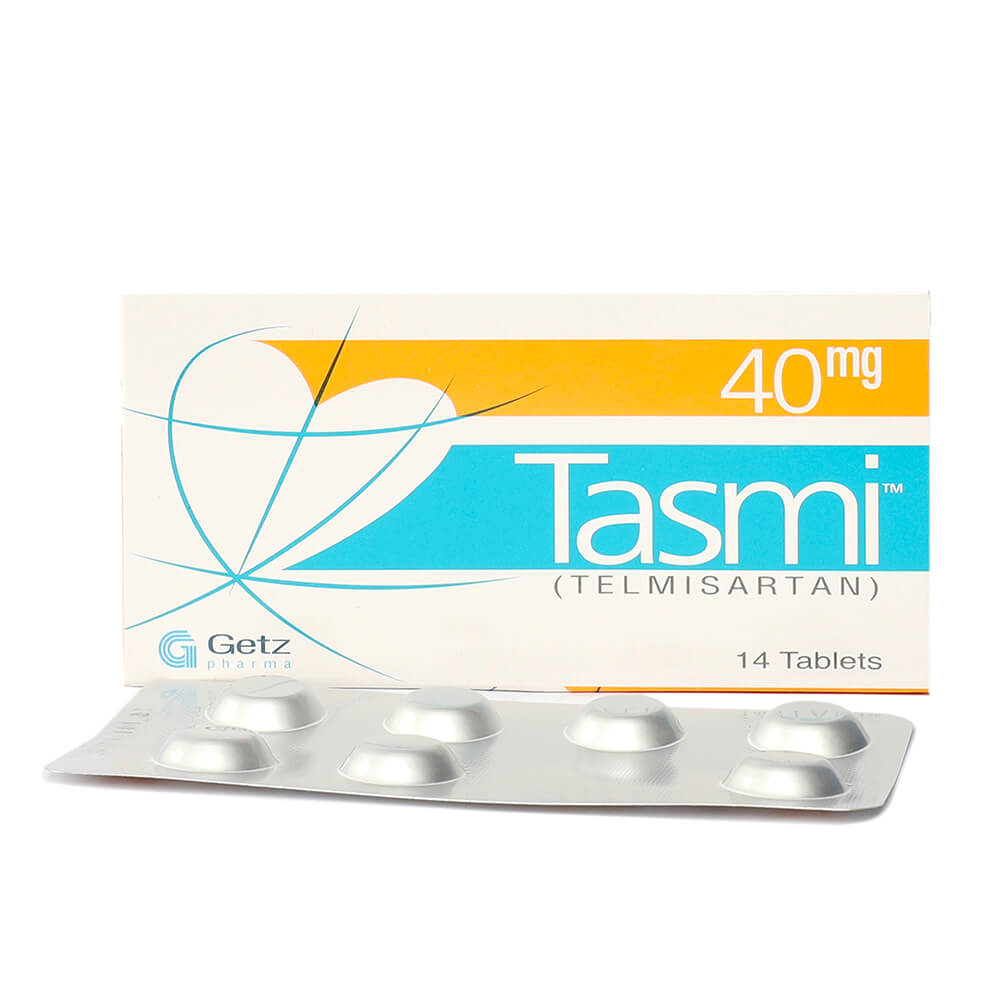 40mg
Tasmi™
(TELMISARTAN)
Getz
pharma
14 Tablets